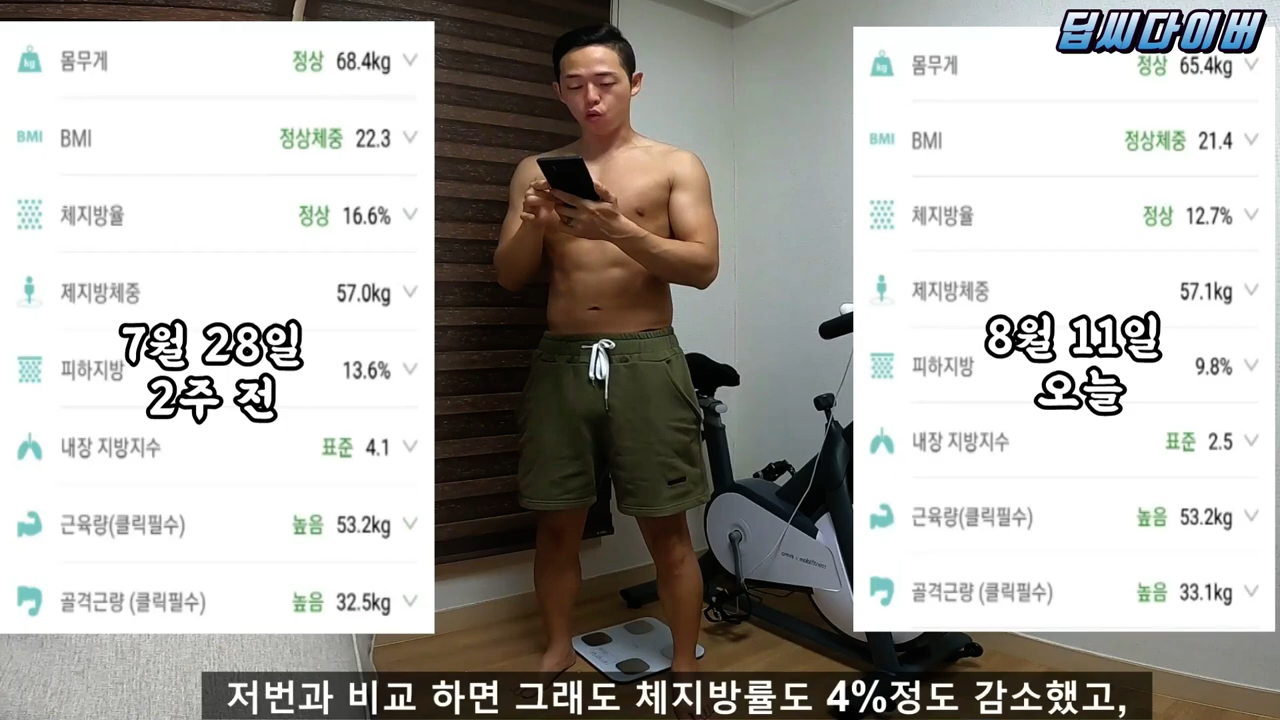 딥씨다이버
몸무게 정상 68.4kg
BMI BMI 정상체중 22.3
체지방율 정상 16.6%
제지방체중 57.0kg
피하지방 13.6%
내장 지방지수 표준 4.1
근육량(클릭필수) 높음 53.2kg
골격근량 (클릭필수) 높음 32.5kg
7월 28일
2주 전
몸무게 정상 65.4kg
BMI BMI 정상체중 21.4
체지방율 정상 12.7%
제지방체중 57.1kg
피하지방 9.8%
내장 지방지수 표준 2.5
근육량(클릭필수) 높음 53.2kg
골격근량 (클릭필수) 높음 33.1kg
8월 11일
오늘
저번과 비교 하면 그래도 체지방률도 4%정도 감소했고,